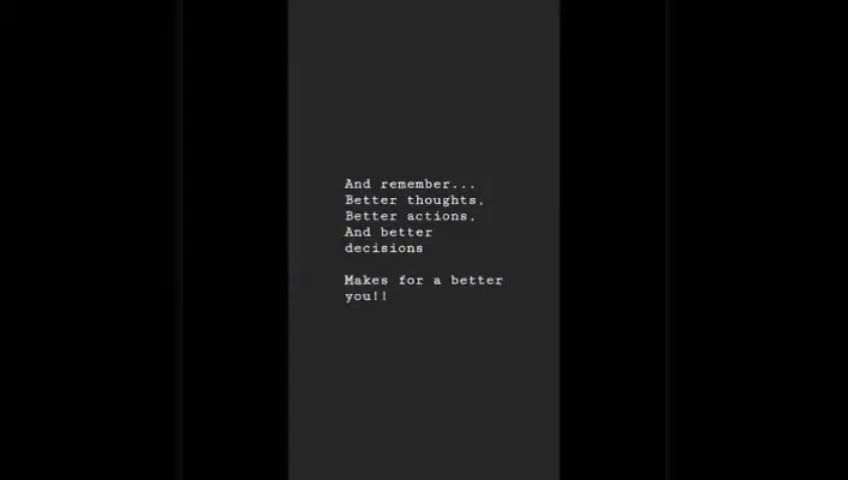 And remember...
Better thoughts,
Better actions,
And better
decisions
Makes for a better
you!!